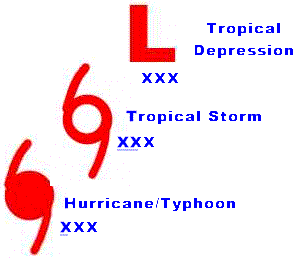 L
Tropical
Depression
XXX
Tropical Storm
XXX
Hurricane/Typhoon
XXX